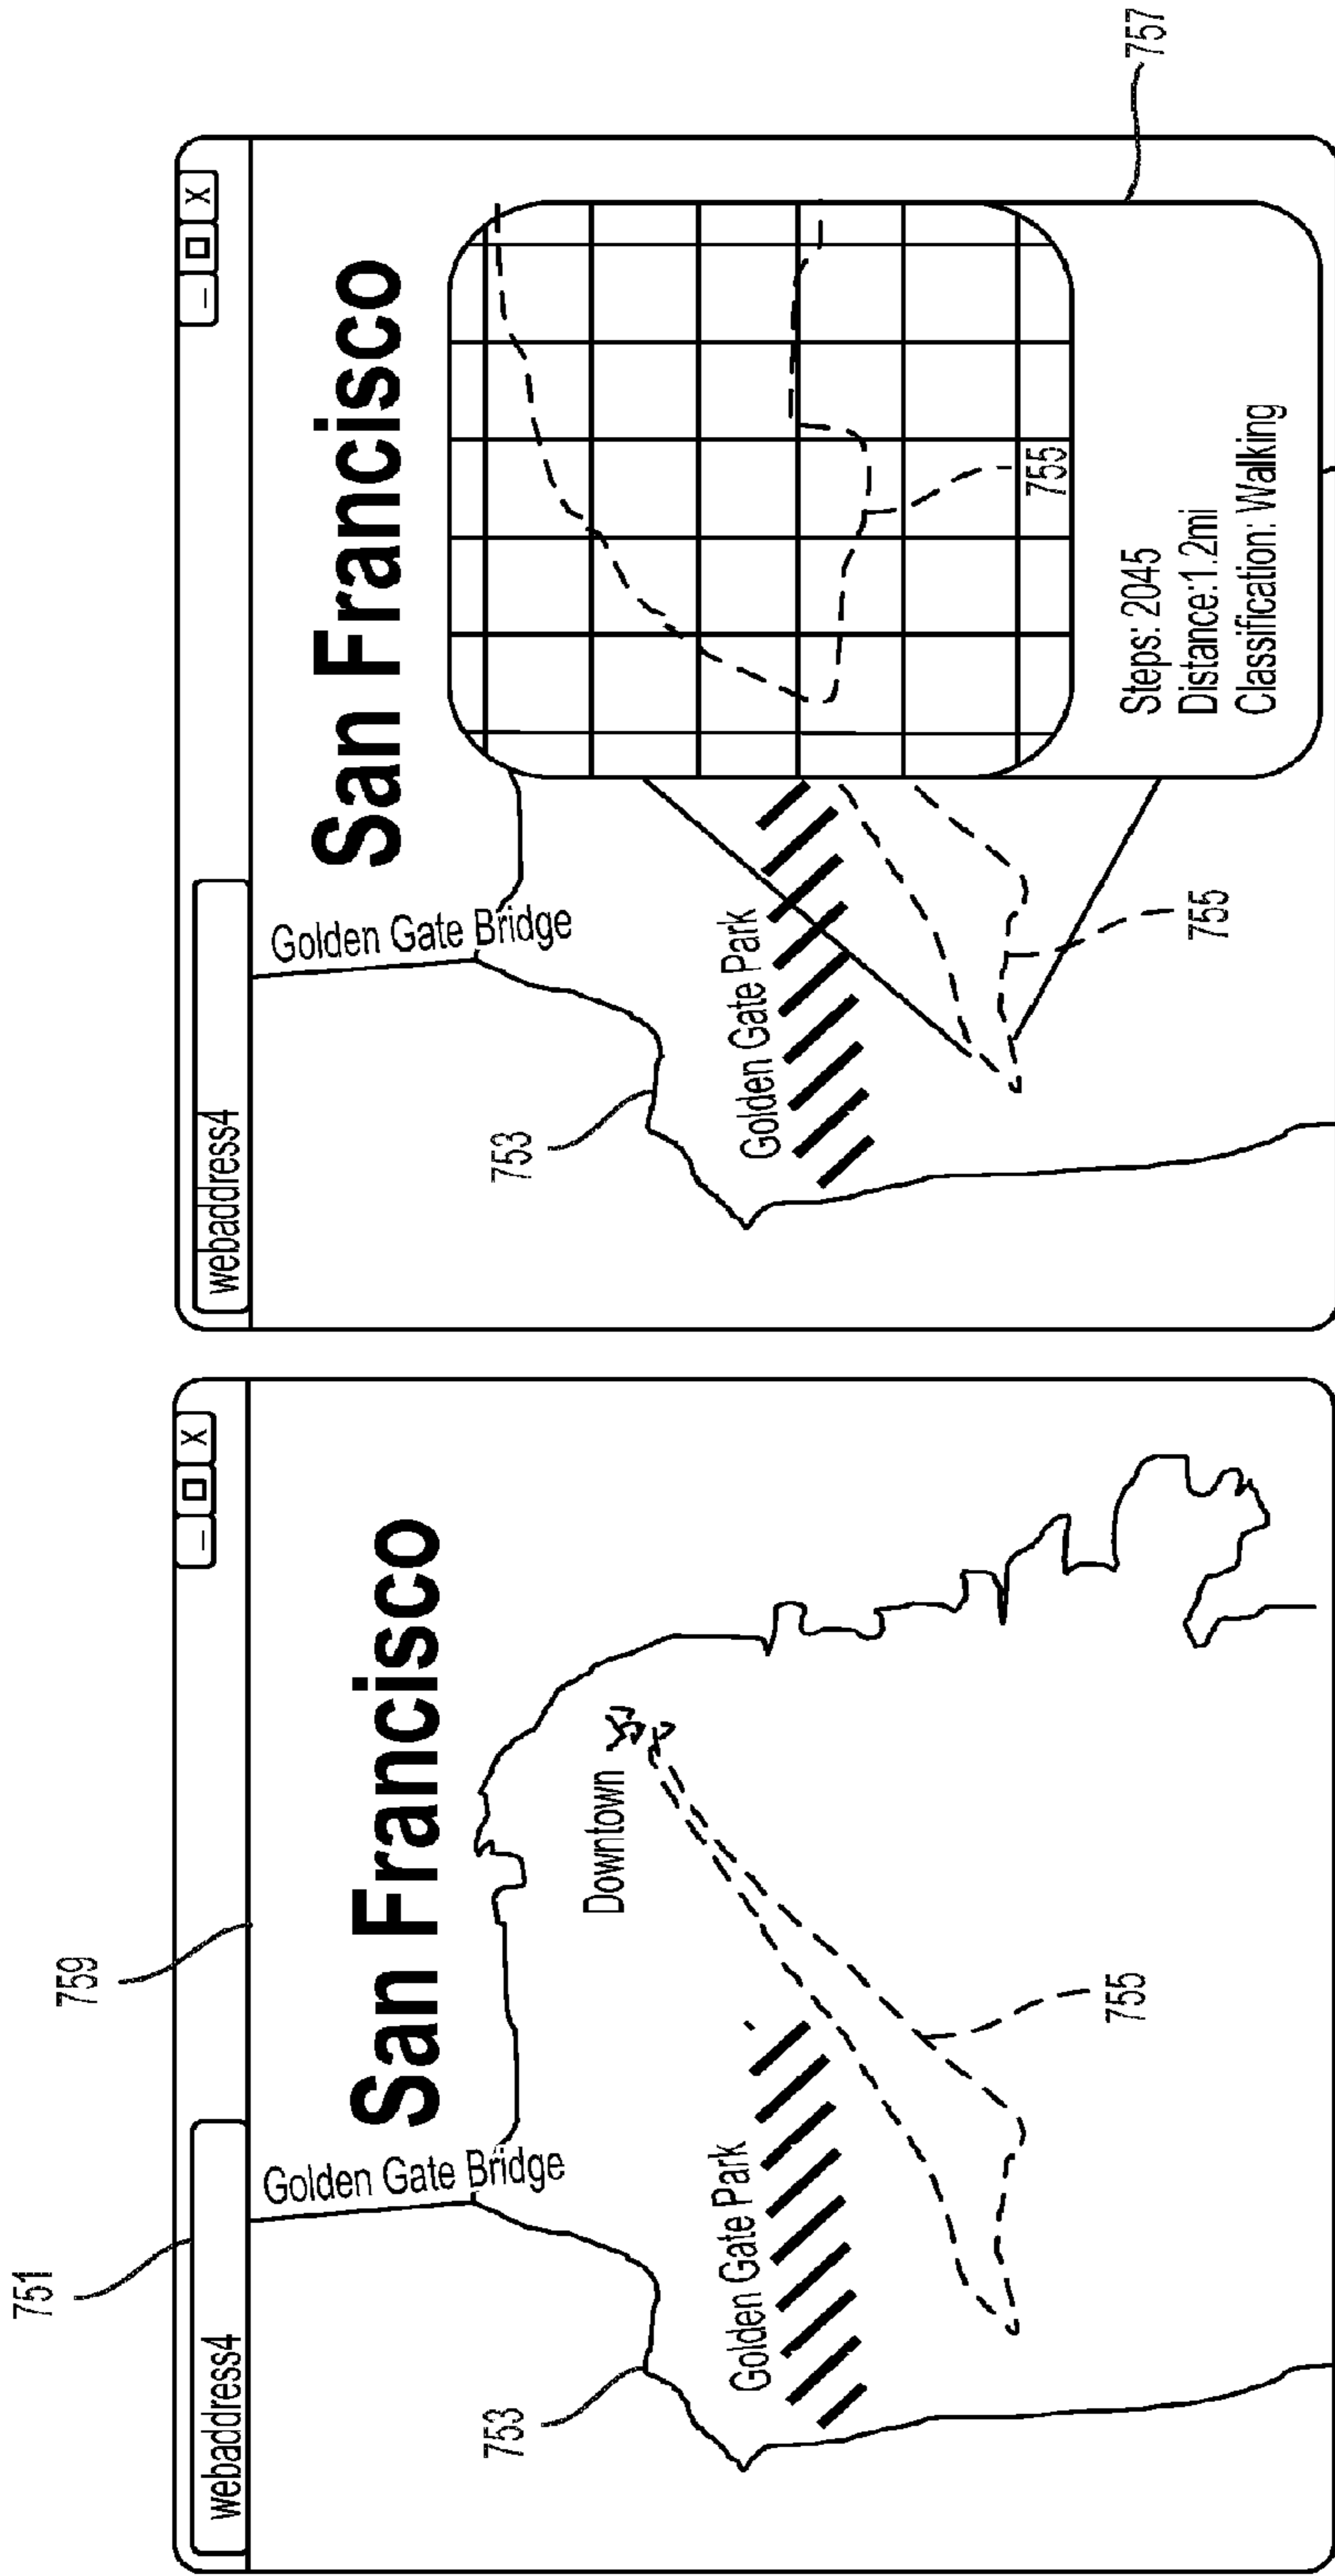 751
759
webaddress4
_ X
San Francisco
Golden Gate Bridge
753
Downtown
Golden Gate Park
755
webaddress4
_ X
San Francisco
Golden Gate Bridge
753
Golden Gate Park
755
755
Steps: 2045
Distance:1.2mi
Classification: Walking
757